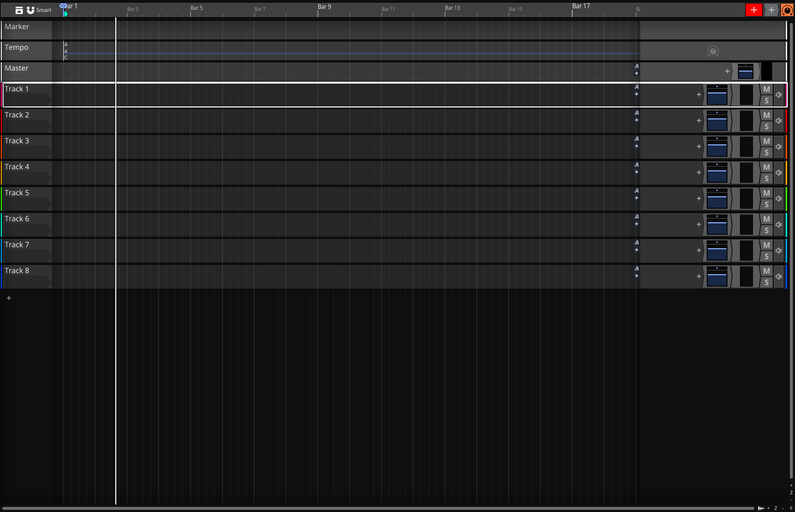 Smart Bar 1 Bar 3 Bar 5 Bar 7 Bar 9 Bar 11 Bar 13 Bar 15 Bar 17
Marker
Tempo 4
4
C
Master A
Track 1 A M
S
Track 2 A M
S
Track 3 A M
S
Track 4 A M
S
Track 5 A M
S
Track 6 A M
S
Track 7 A M
S
Track 8 A M
S
+